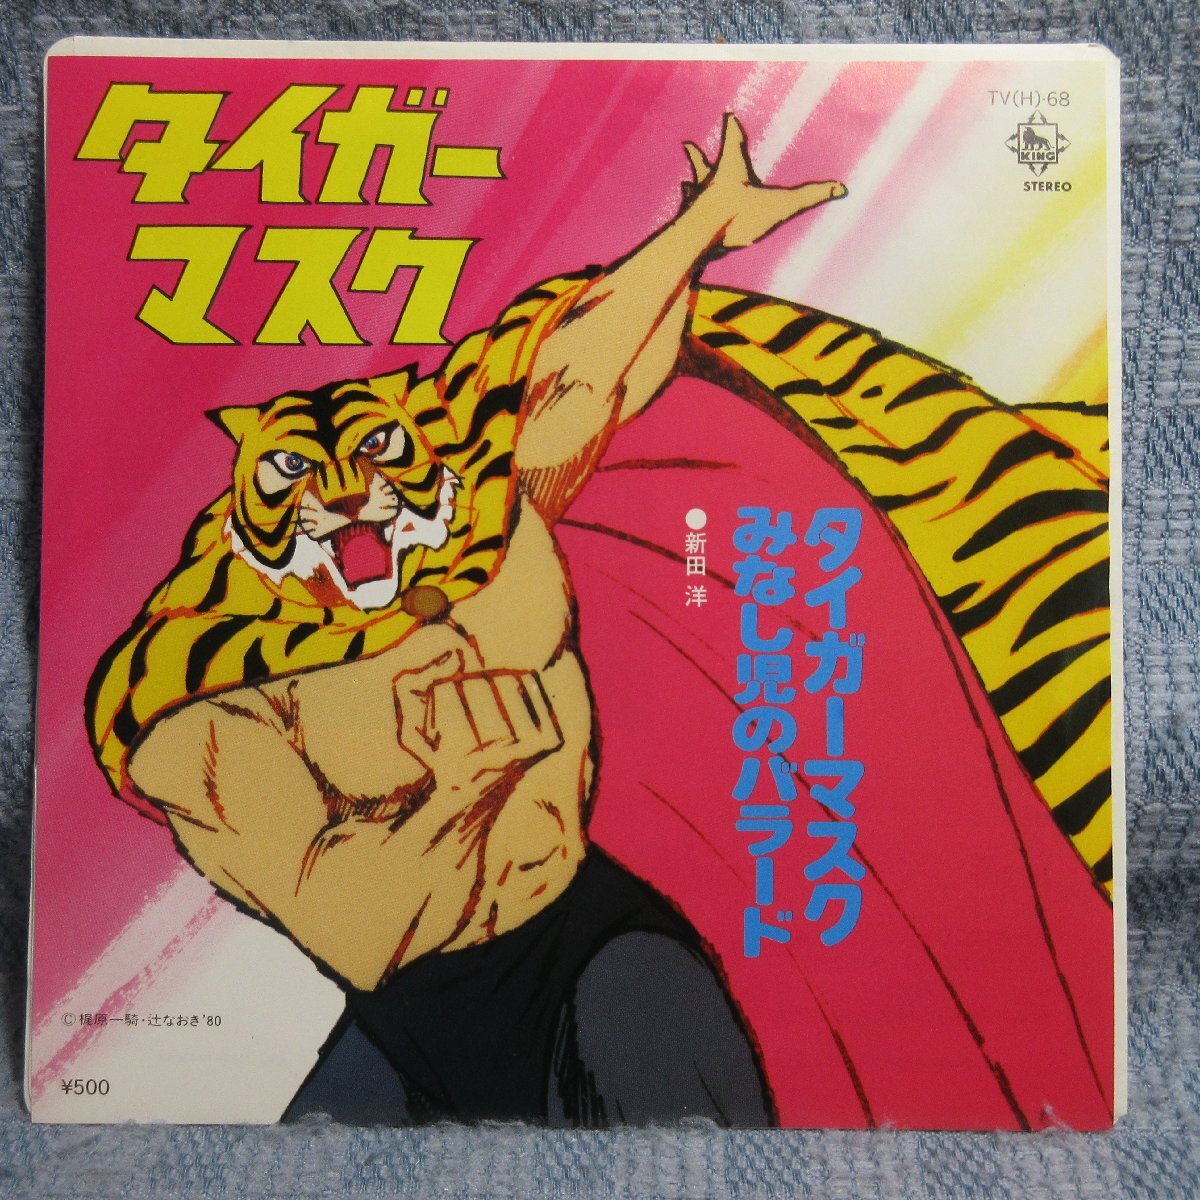 タイガー
マスク
TV(H)-68
KING
STEREO
タイガーマスク
みなし児のバラード
●新田 洋
©梶原一騎・辻なおき'80
¥500